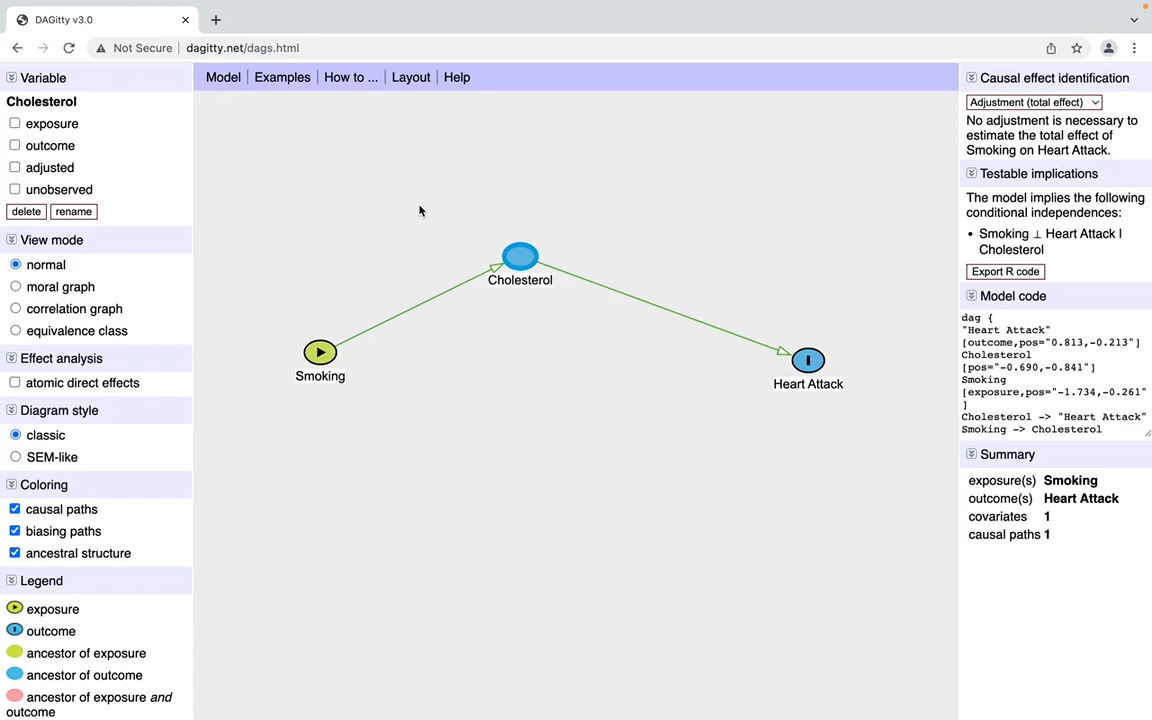 DAGitty v3.0
Not Secure
dagitty.net/dags.html
Variable
Cholesterol
exposure
outcome
adjusted
unobserved
delete rename
View mode
normal
moral graph
correlation graph
equivalence class
Effect analysis
atomic direct effects
Diagram style
classic
SEM-like
Coloring
causal paths
biasing paths
ancestral structure
Legend
exposure
outcome
ancestor of exposure
ancestor of outcome
ancestor of exposure and
outcome
Model | Examples | How to ... | Layout | Help
Cholesterol
Smoking
Heart Attack
Causal effect identification
Adjustment (total effect)
No adjustment is necessary to
estimate the total effect of
Smoking on Heart Attack.
Testable implications
The model implies the following
conditional independences:
• Smoking ⊥ Heart Attack |
Cholesterol
Export R code
Model code
dag {
"Heart Attack"
[outcome,pos="0.813,-0.213"]
Cholesterol
[pos="-0.690,-0.841"]
Smoking
[exposure,pos="-1.734,-0.261"
]
Cholesterol -> "Heart Attack"
Smoking -> Cholesterol
Summary
exposure(s) Smoking
outcome(s) Heart Attack
covariates 1
causal paths 1